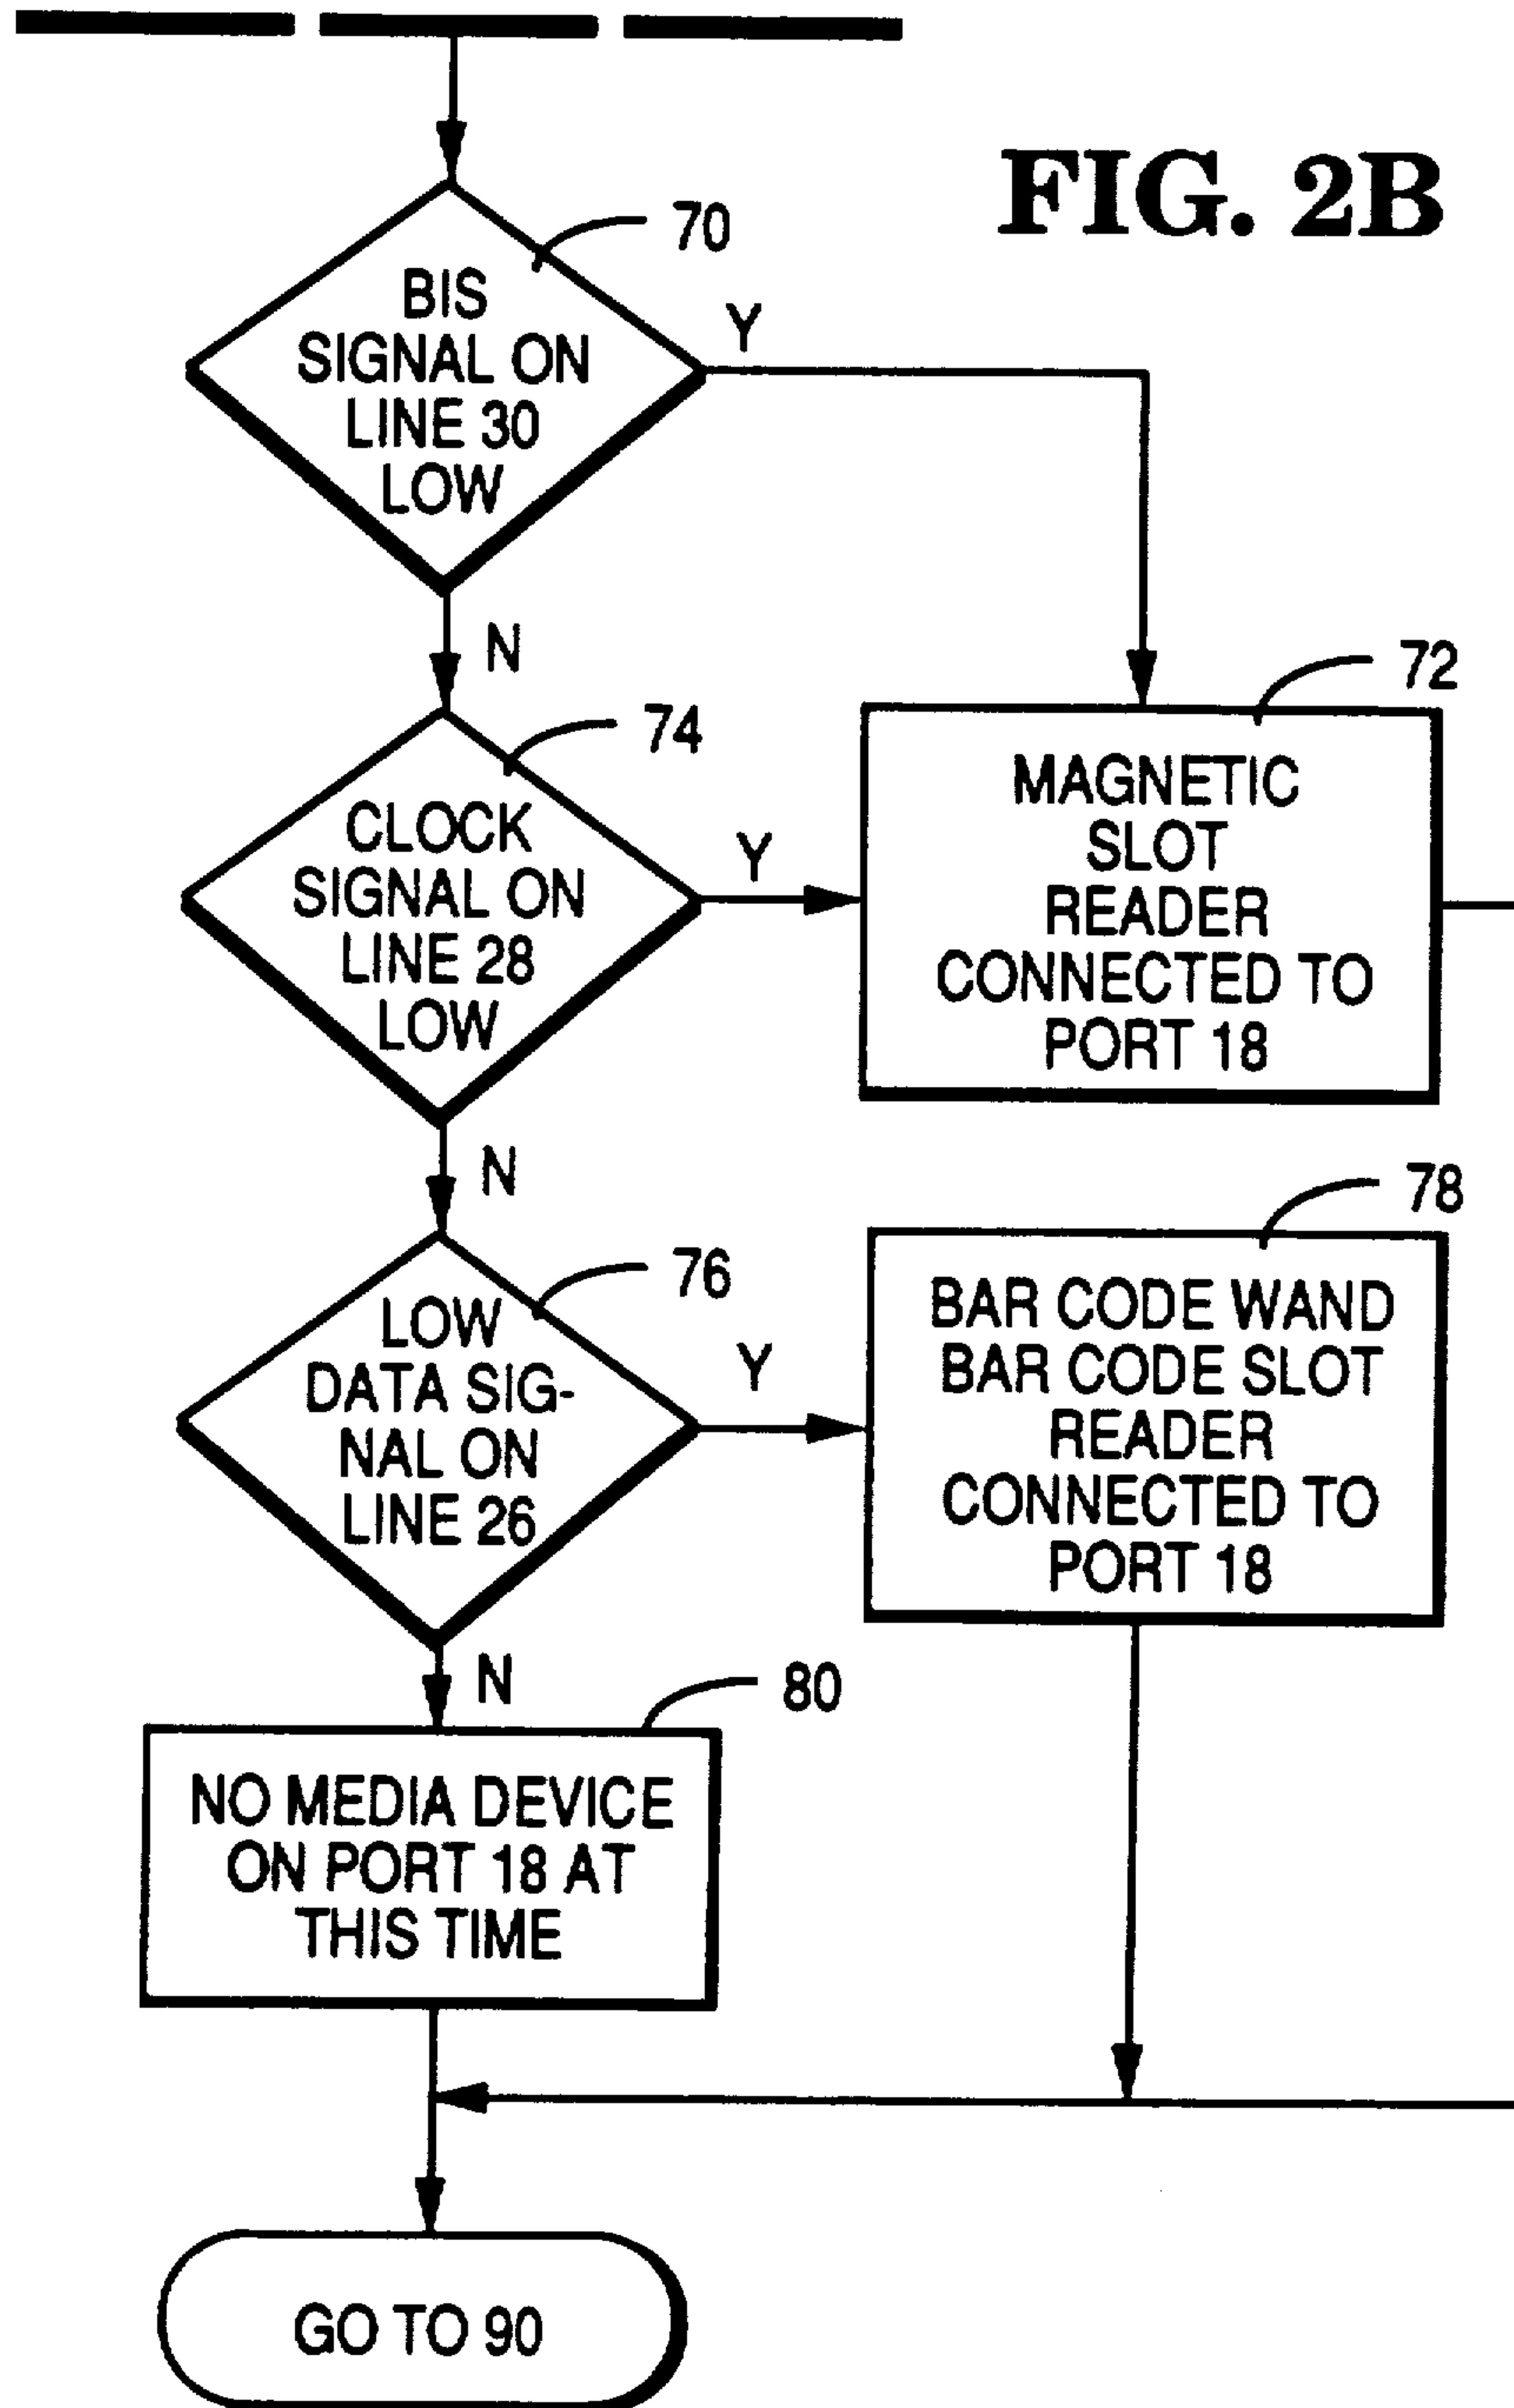 FIG. 2B
70
BIS
SIGNAL ON
LINE 30
LOW
Y
N
72
MAGNETIC
SLOT
READER
CONNECTED TO
PORT 18
74
CLOCK
SIGNAL ON
LINE 28
LOW
Y
N
76
LOW
DATA SIG-
NAL ON
LINE 26
Y
N
78
BAR CODE WAND
BAR CODE SLOT
READER
CONNECTED TO
PORT 18
80
NO MEDIA DEVICE
ON PORT 18 AT
THIS TIME
GO TO 90